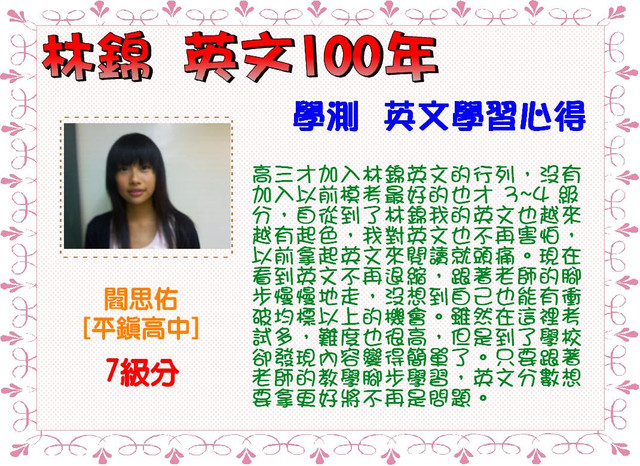 林錦 英文100年
學測 英文學習心得
高三才加入林錦英文的行列，沒有
加入以前模考最好的也才 3~4 級
分，自從到了林錦我的英文也越來
越有起色，我對英文也不再害怕，
以前拿起英文來閱讀就頭痛。現在
看到英文不再退縮，跟著老師的腳
步慢慢地走，沒想到自己也能有衝
破均標以上的機會。雖然在這裡考
試多，難度也很高，但是到了學校
卻發現內容變得簡單了。只要跟著
老師的教學腳步學習，英文分數想
要拿更好將不再是問題。
閻思佑
[平鎮高中]
7級分